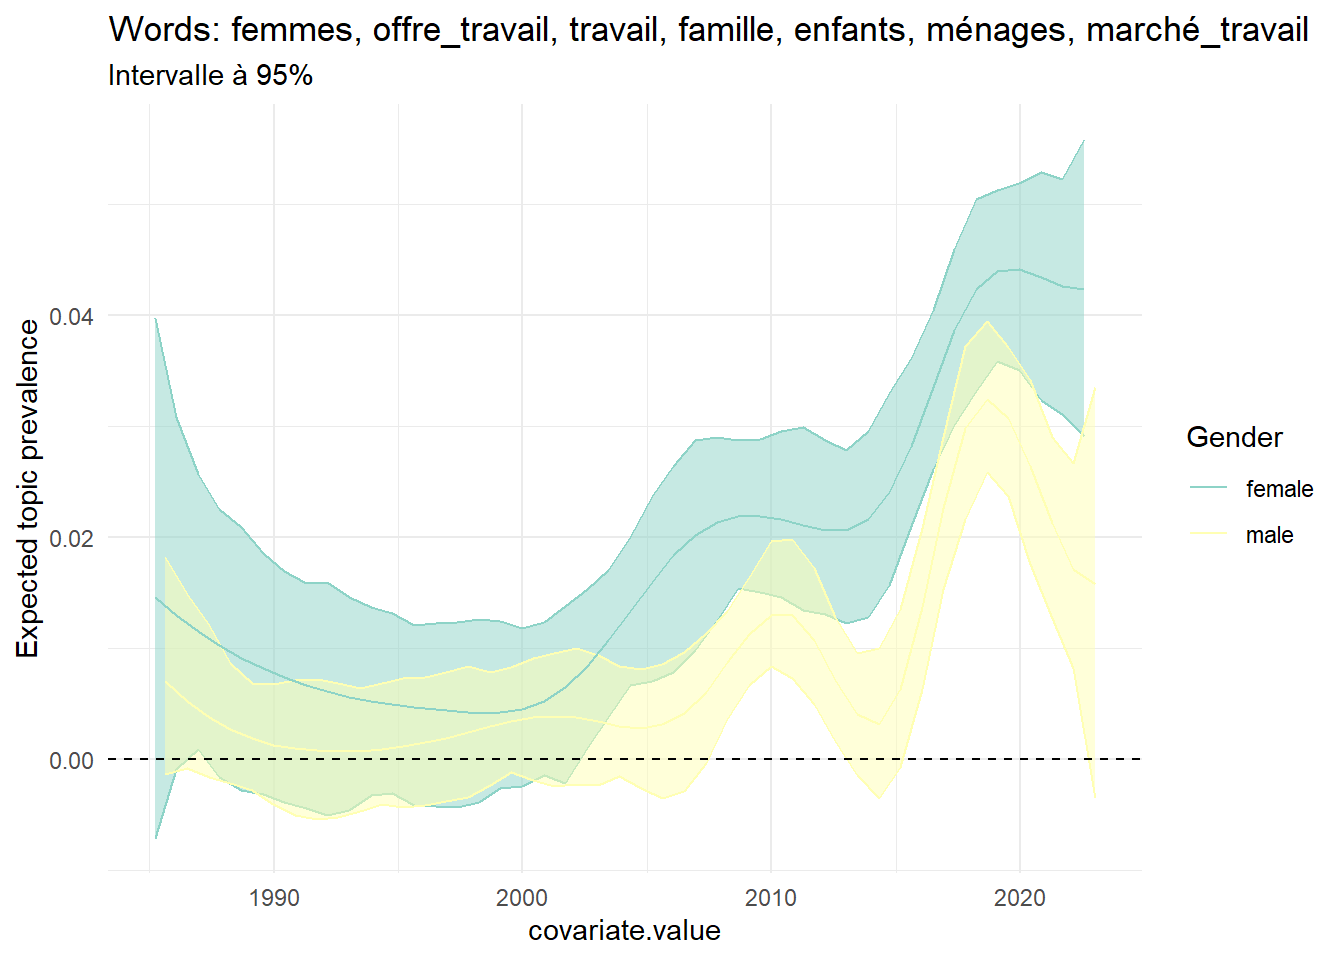 Words: femmes, offre_travail, travail, famille, enfants, ménages, marché_travail
Intervalle à 95%
Expected topic prevalence
0.04
0.02
0.00
1990
2000
2010
2020
covariate.value
Gender
female
male